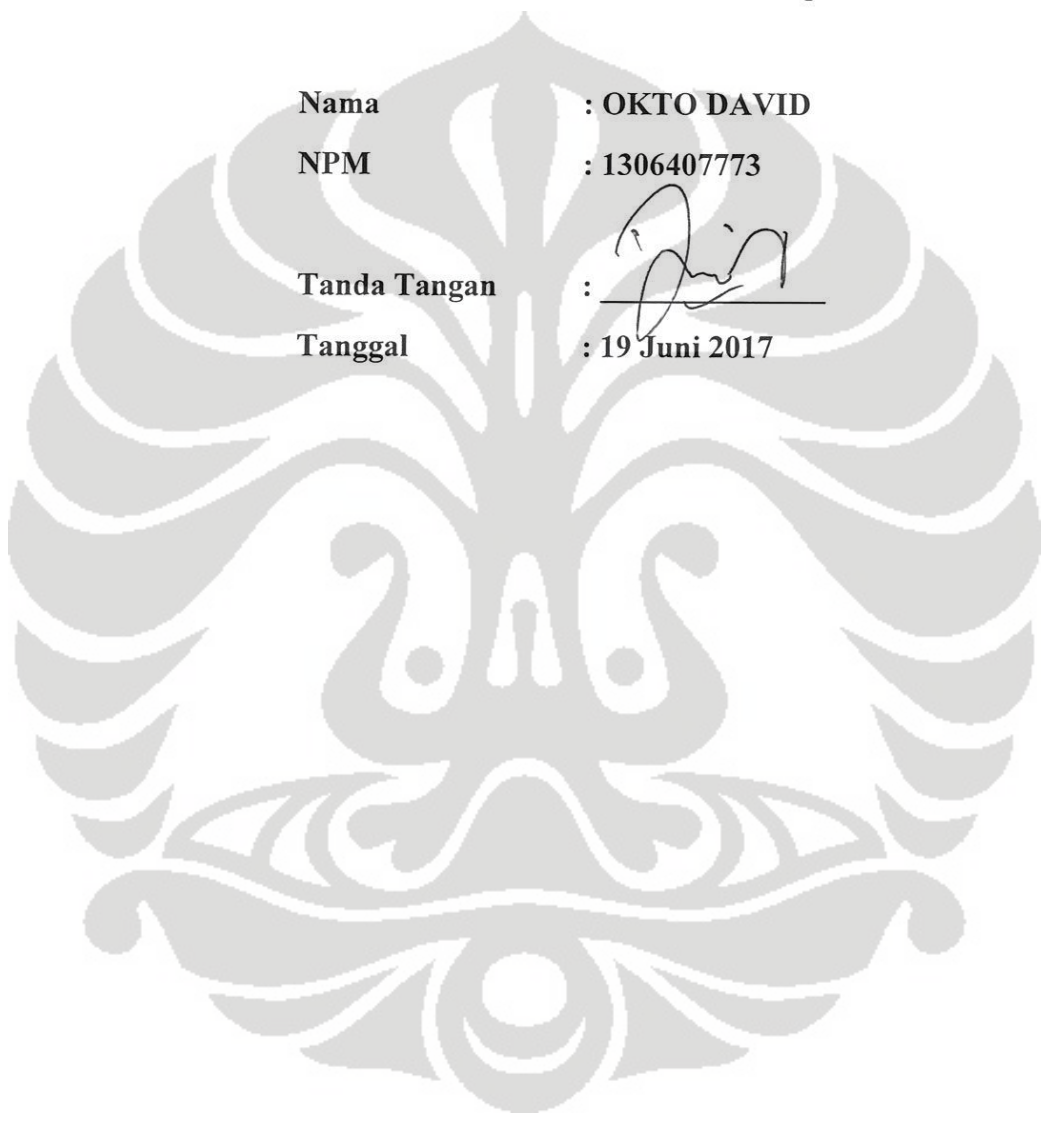 Nama : OKTO DAVID
NPM : 1306407773
Tanda Tangan :
Tanggal : 19 Juni 2017